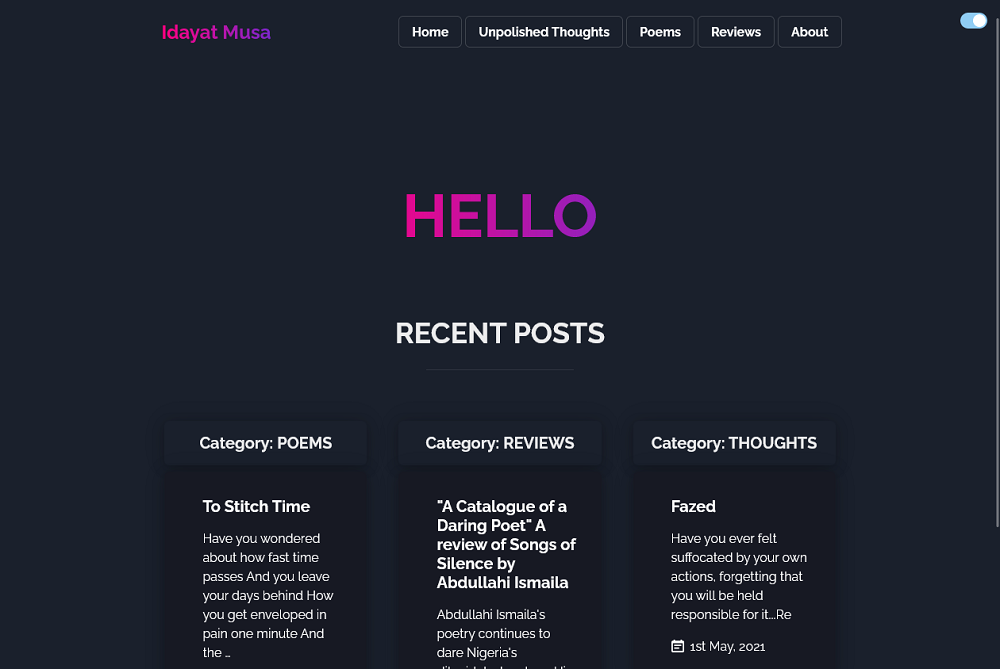 Idayat Musa
Home
Unpolished Thoughts
Poems
Reviews
About
HELLO
RECENT POSTS
Category: POEMS
To Stitch Time
Have you wondered
about how fast time
passes And you leave
your days behind How
you get enveloped in
pain one minute And
the ...
Category: REVIEWS
"A Catalogue of a
Daring Poet" A
review of Songs of
Silence by
Abdullahi Ismaila
Abdullahi Ismaila's
poetry continues to
dare Nigeria's
Category: THOUGHTS
Fazed
Have you ever felt
suffocated by your own
actions, forgetting that
you will be held
responsible for it...Re
1st May, 2021